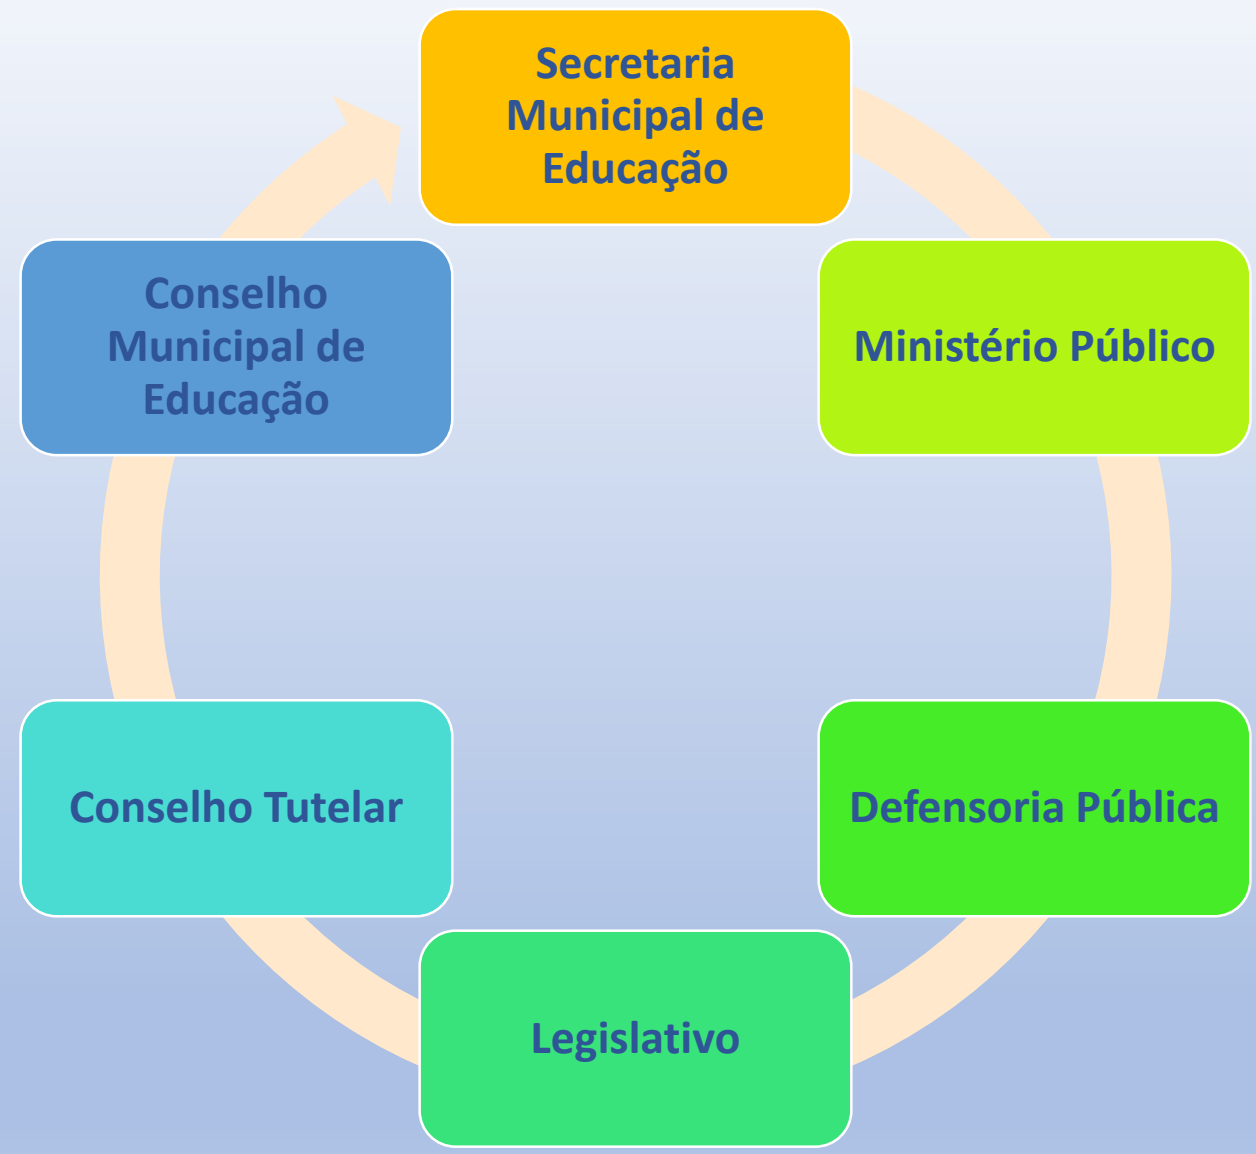 Secretaria
Municipal de
Educação
Ministério Público
Defensoria Pública
Legislativo
Conselho Tutelar
Conselho
Municipal de
Educação